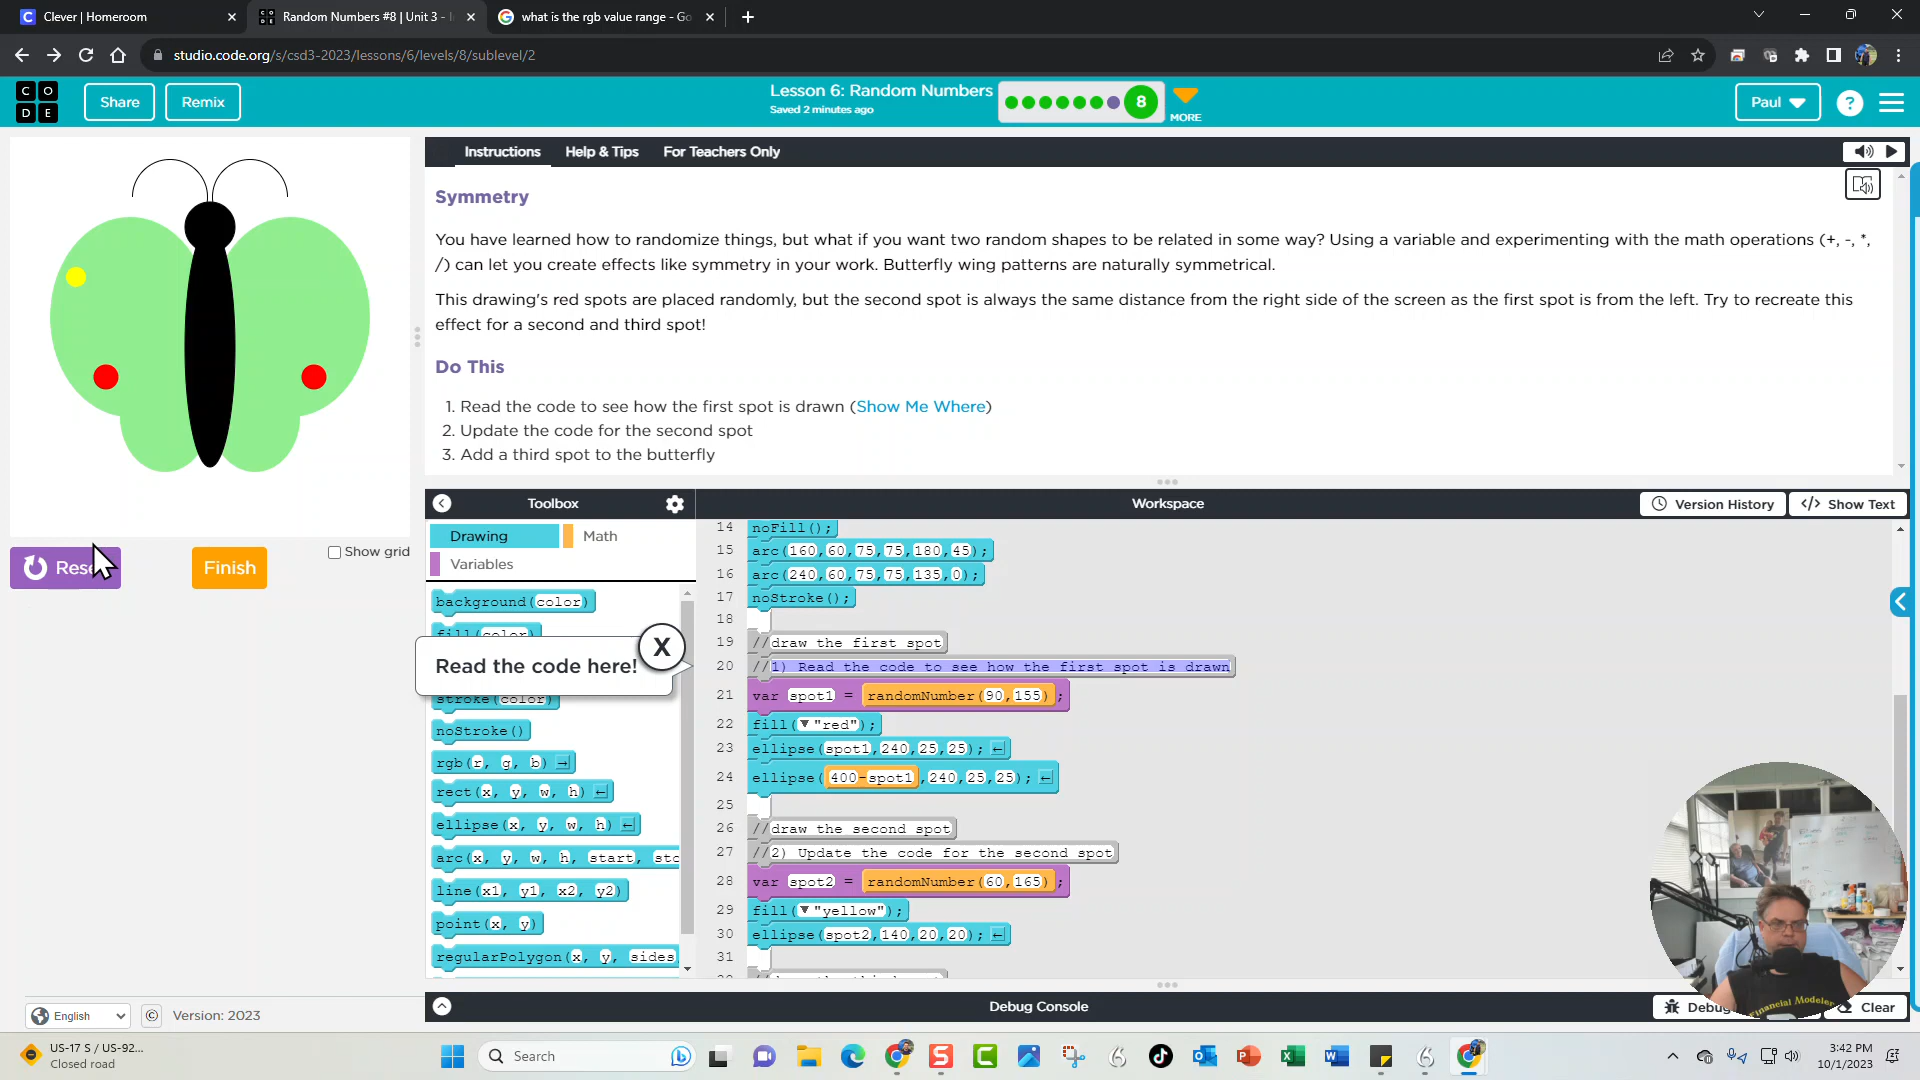 Clever | Homeroom
Random Numbers #8 | Unit 3 -
what is the rgb value range - Go
studio.code.org/s/csd3-2023/lessons/6/levels/8/sublevel/2
C O D E
Share
Remix
Lesson 6: Random Numbers
Saved 2 minutes ago
8
MORE
Paul
?
Instructions
Help & Tips
For Teachers Only
Symmetry
You have learned how to randomize things, but what if you want two random shapes to be related in some way? Using a variable and experimenting with the math operations (+, -, *,
/) can let you create effects like symmetry in your work. Butterfly wing patterns are naturally symmetrical.
This drawing's red spots are placed randomly, but the second spot is always the same distance from the right side of the screen as the first spot is from the left. Try to recreate this
effect for a second and third spot!
Do This
1. Read the code to see how the first spot is drawn (Show Me Where)
2. Update the code for the second spot
3. Add a third spot to the butterfly
Rese
Finish
Show grid
Toolbox
Workspace
Version History
</> Show Text
Drawing
Math
Variables
background(color)
fill(color)
Read the code here!
X
stroke(color)
noStroke()
rgb(r, g, b)
rect(x, y, w, h)
ellipse(x, y, w, h)
arc(x, y, w, h, start, sto
line(x1, y1, x2, y2)
point(x, y)
regularPolygon(x, y, sides,
14 noFill();
15 arc(160,60,75,75,180,45);
16 arc(240,60,75,75,135,0);
17 noStroke();
18
19 //draw the first spot
20 //1) Read the code to see how the first spot is drawn
21 var spot1 = randomNumber(90,155);
22 fill("red");
23 ellipse(spot1,240,25,25);
24 ellipse(400-spot1,240,25,25);
25
26 //draw the second spot
27 //2) Update the code for the second spot
28 var spot2 = randomNumber(60,165);
29 fill("yellow");
30 ellipse(spot2,140,20,20);
31
Debug Console
Debug
Clear
Financial Modeler
English
Version: 2023
US-17 S / US-92...
Closed road
Search
3:42 PM
10/1/2023